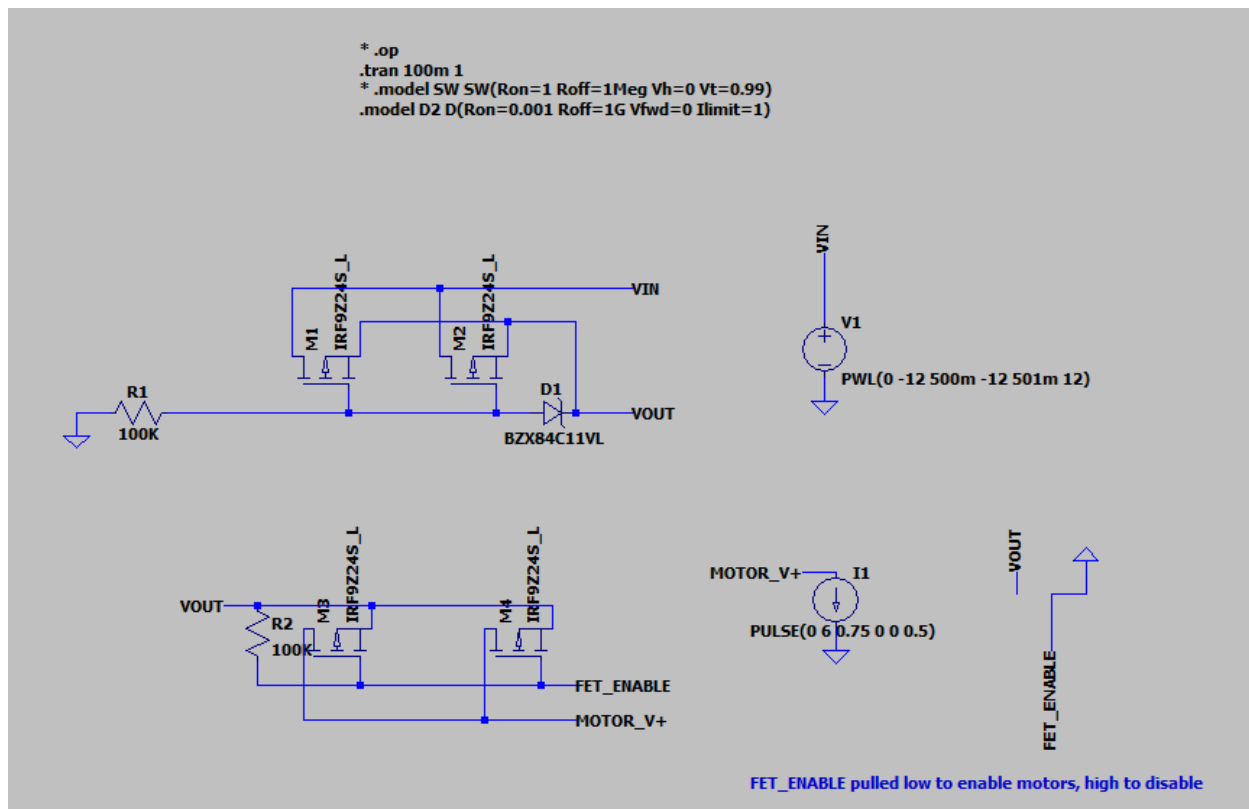 * .op
.tran 100m 1
* .model SW SW(Ron=1 Roff=1Meg Vh=0 Vt=0.99)
.model D2 D(Ron=0.001 Roff=1G Vfwd=0 Ilimit=1)
VIN
M1
IRF9Z24S_L
M2
IRF9Z24S_L
VIN
V1
PWL(0 -12 500m -12 501m 12)
R1
100K
D1
BZX84C11VL
VOUT
VOUT
R2
100K
M3
IRF9Z24S_L
M4
IRF9Z24S_L
FET_ENABLE
MOTOR_V+
MOTOR_V+
I1
PULSE(0 6 0.75 0 0 0.5)
VOUT
FET_ENABLE
FET_ENABLE pulled low to enable motors, high to disable